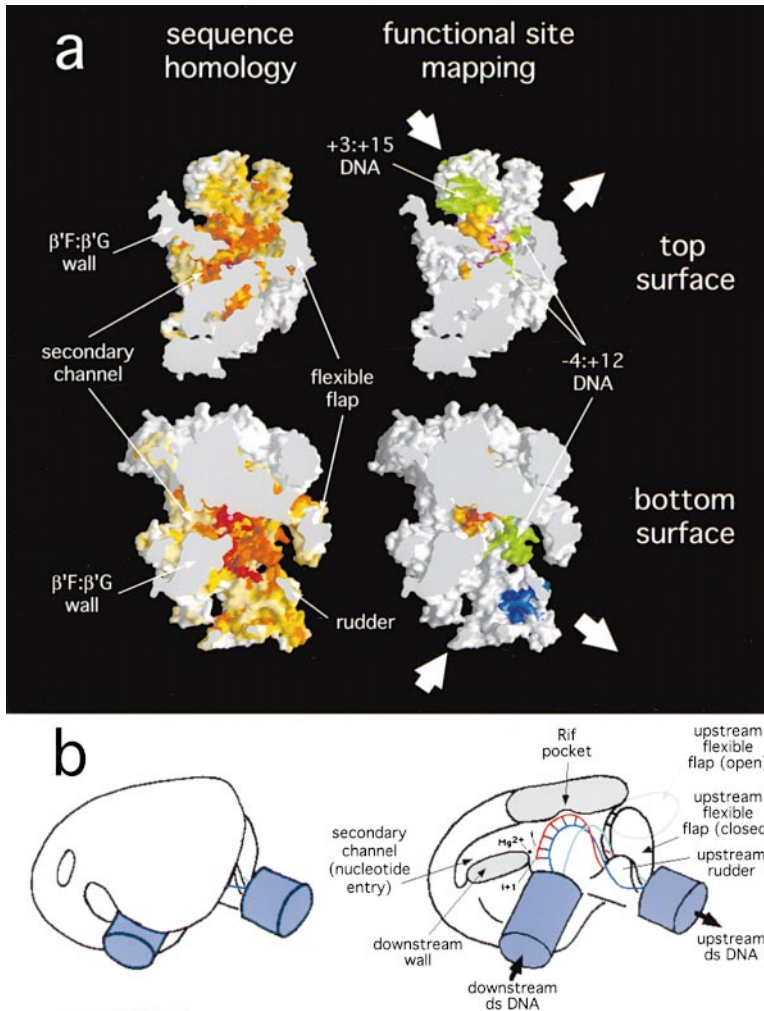 a
sequence
homology
functional site
mapping
+3:+15
DNA
β'F:β'G
wall
top
surface
secondary
channel
flexible
flap
-4:+12
DNA
bottom
surface
β'F:β'G
wall
rudder
b
Rif
pocket
upstream
flexible
flap (open)
upstream
flexible
flap (closed)
secondary
channel
(nucleotide
entry)
Mg2+
i
i+1
upstream
rudder
downstream
wall
downstream
ds DNA
upstream
ds DNA